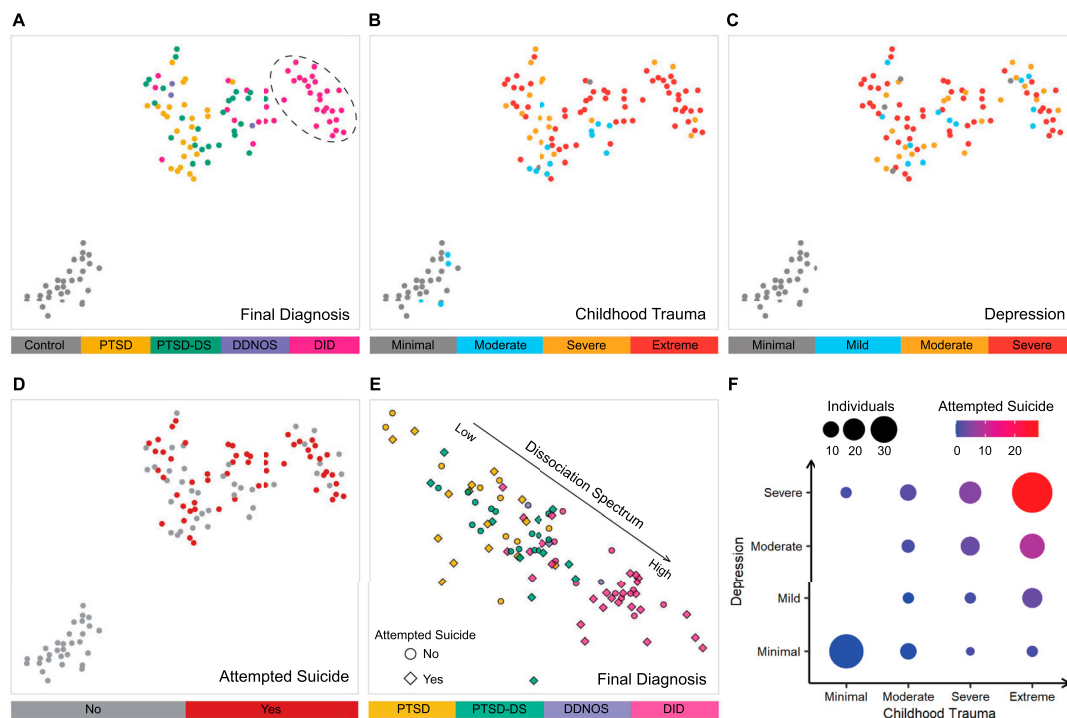 A
B
C
Final Diagnosis
Childhood Trauma
Depression
Control PTSD PTSD-DS DDNOS DID
Minimal Moderate Severe Extreme
Minimal Mild Moderate Severe
D
E
F
Attempted Suicide
No Yes
Low
Dissociation Spectrum
High
Attempted Suicide
No
Yes
Final Diagnosis
PTSD PTSD-DS DDNOS DID
Individuals
10 20 30
Attempted Suicide
0 10 20
Depression
Severe
Moderate
Mild
Minimal
Minimal Moderate Severe Extreme
Childhood Trauma